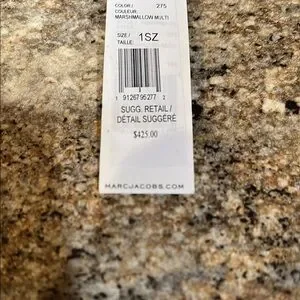 COLOR / 275
COULEUR:
MARSHMALLOW MULTI
SIZE / 1SZ
TAILLE:
1 91267 95277 2
SUGG. RETAIL /
DÉTAIL SUGGÉRÉ
$425.00
MARCJACOBS.COM